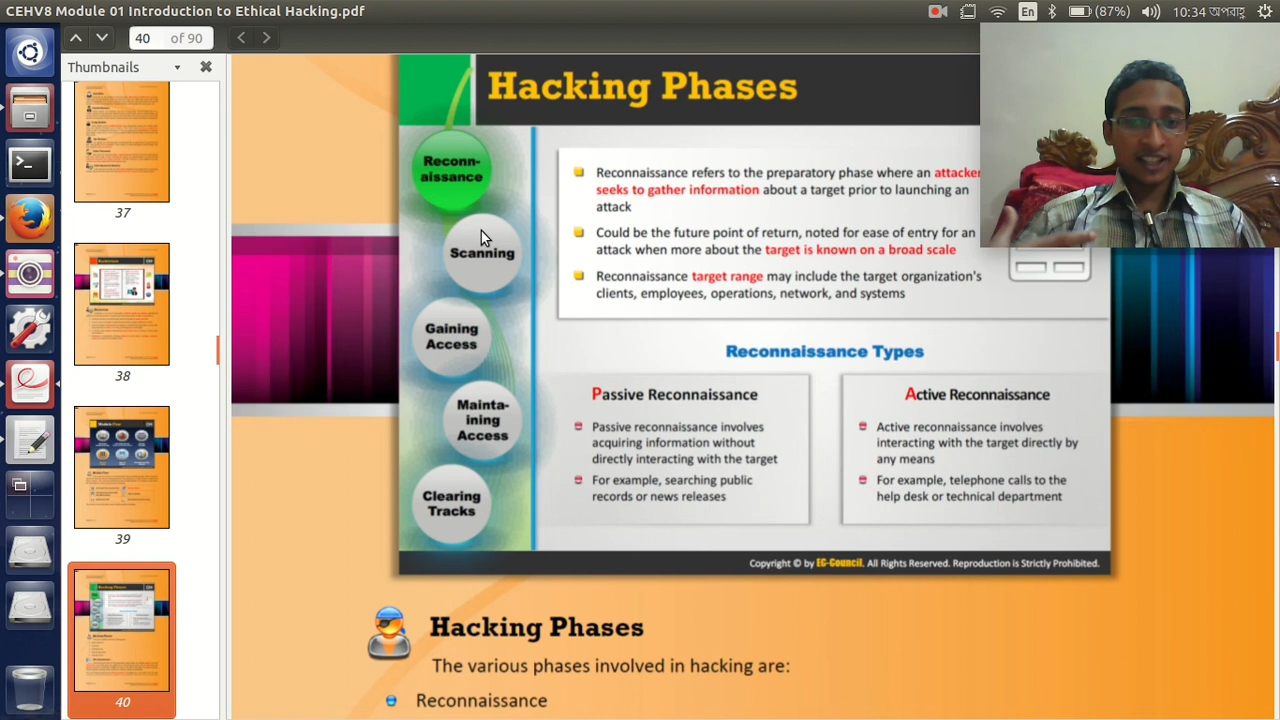 CEHV8 Module 01 Introduction to Ethical Hacking.pdf
En
(87%)
10:34 অপরাহ্ণ
40 of 90
Thumbnails
37
38
39
40
Hacking Phases
Reconn-
aissance
Scanning
Gaining
Access
Mainta-
ining
Access
Clearing
Tracks
Reconnaissance refers to the preparatory phase where an attacker
seeks to gather information about a target prior to launching an
attack
Could be the future point of return, noted for ease of entry for an
attack when more about the target is known on a broad scale
Reconnaissance target range may include the target organization's
clients, employees, operations, network, and systems
Reconnaissance Types
Passive Reconnaissance
Passive reconnaissance involves
acquiring information without
directly interacting with the target
For example, searching public
records or news releases
Active Reconnaissance
Active reconnaissance involves
interacting with the target directly by
any means
For example, telephone calls to the
help desk or technical department
Copyright © by EC-Council. All Rights Reserved. Reproduction is Strictly Prohibited.
Hacking Phases
The various phases involved in hacking are:
Reconnaissance